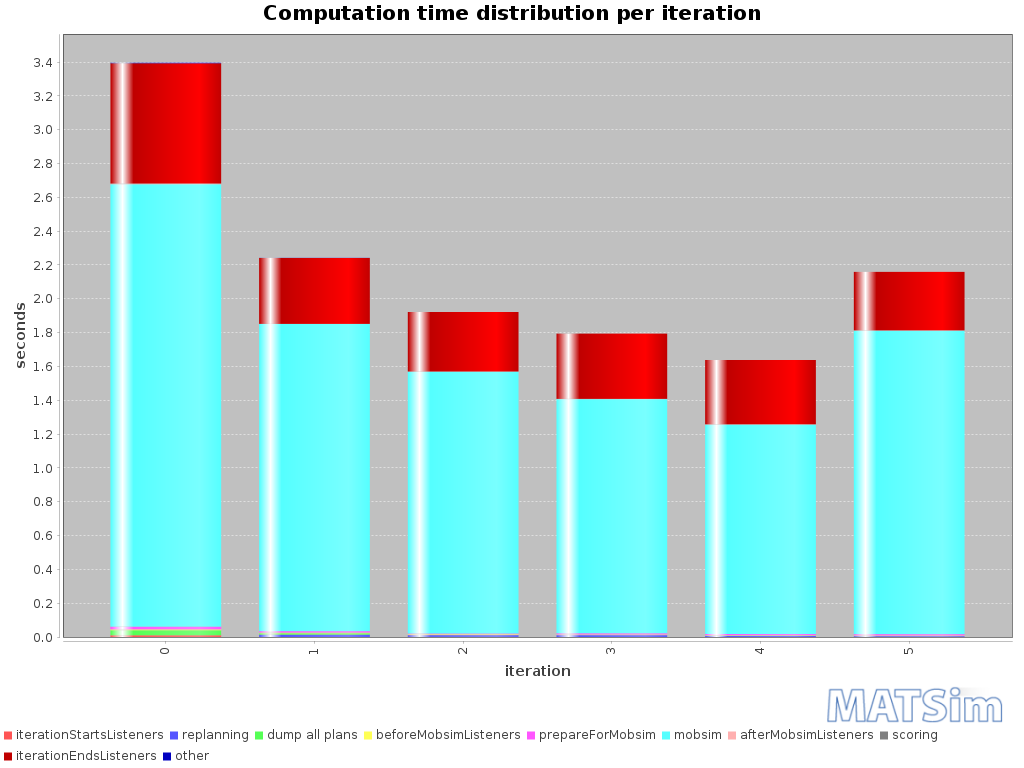 Computation time distribution per iteration
3.4
3.2
3.0
2.8
2.6
2.4
2.2
2.0
1.8
1.6
1.4
1.2
1.0
0.8
0.6
0.4
0.2
0.0
seconds
0 1 2 3 4 5
iteration
MATSim
iterationStartsListeners replanning dump all plans beforeMobsimListeners prepareForMobsim mobsim afterMobsimListeners scoring
iterationEndsListeners other